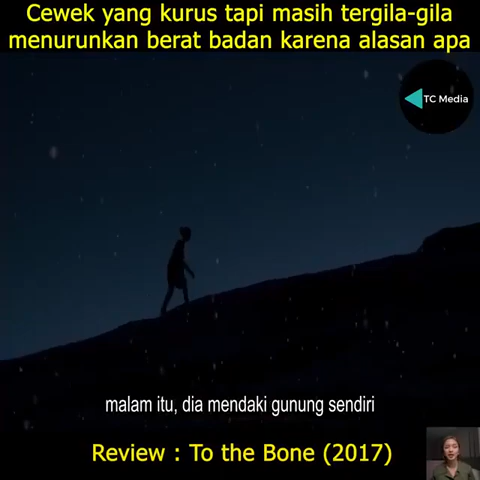 Cewek yang kurus tapi masih tergila-gila
menurunkan berat badan karena alasan apa
TC Media
malam itu, dia mendaki gunung sendiri
Review : To the Bone (2017)